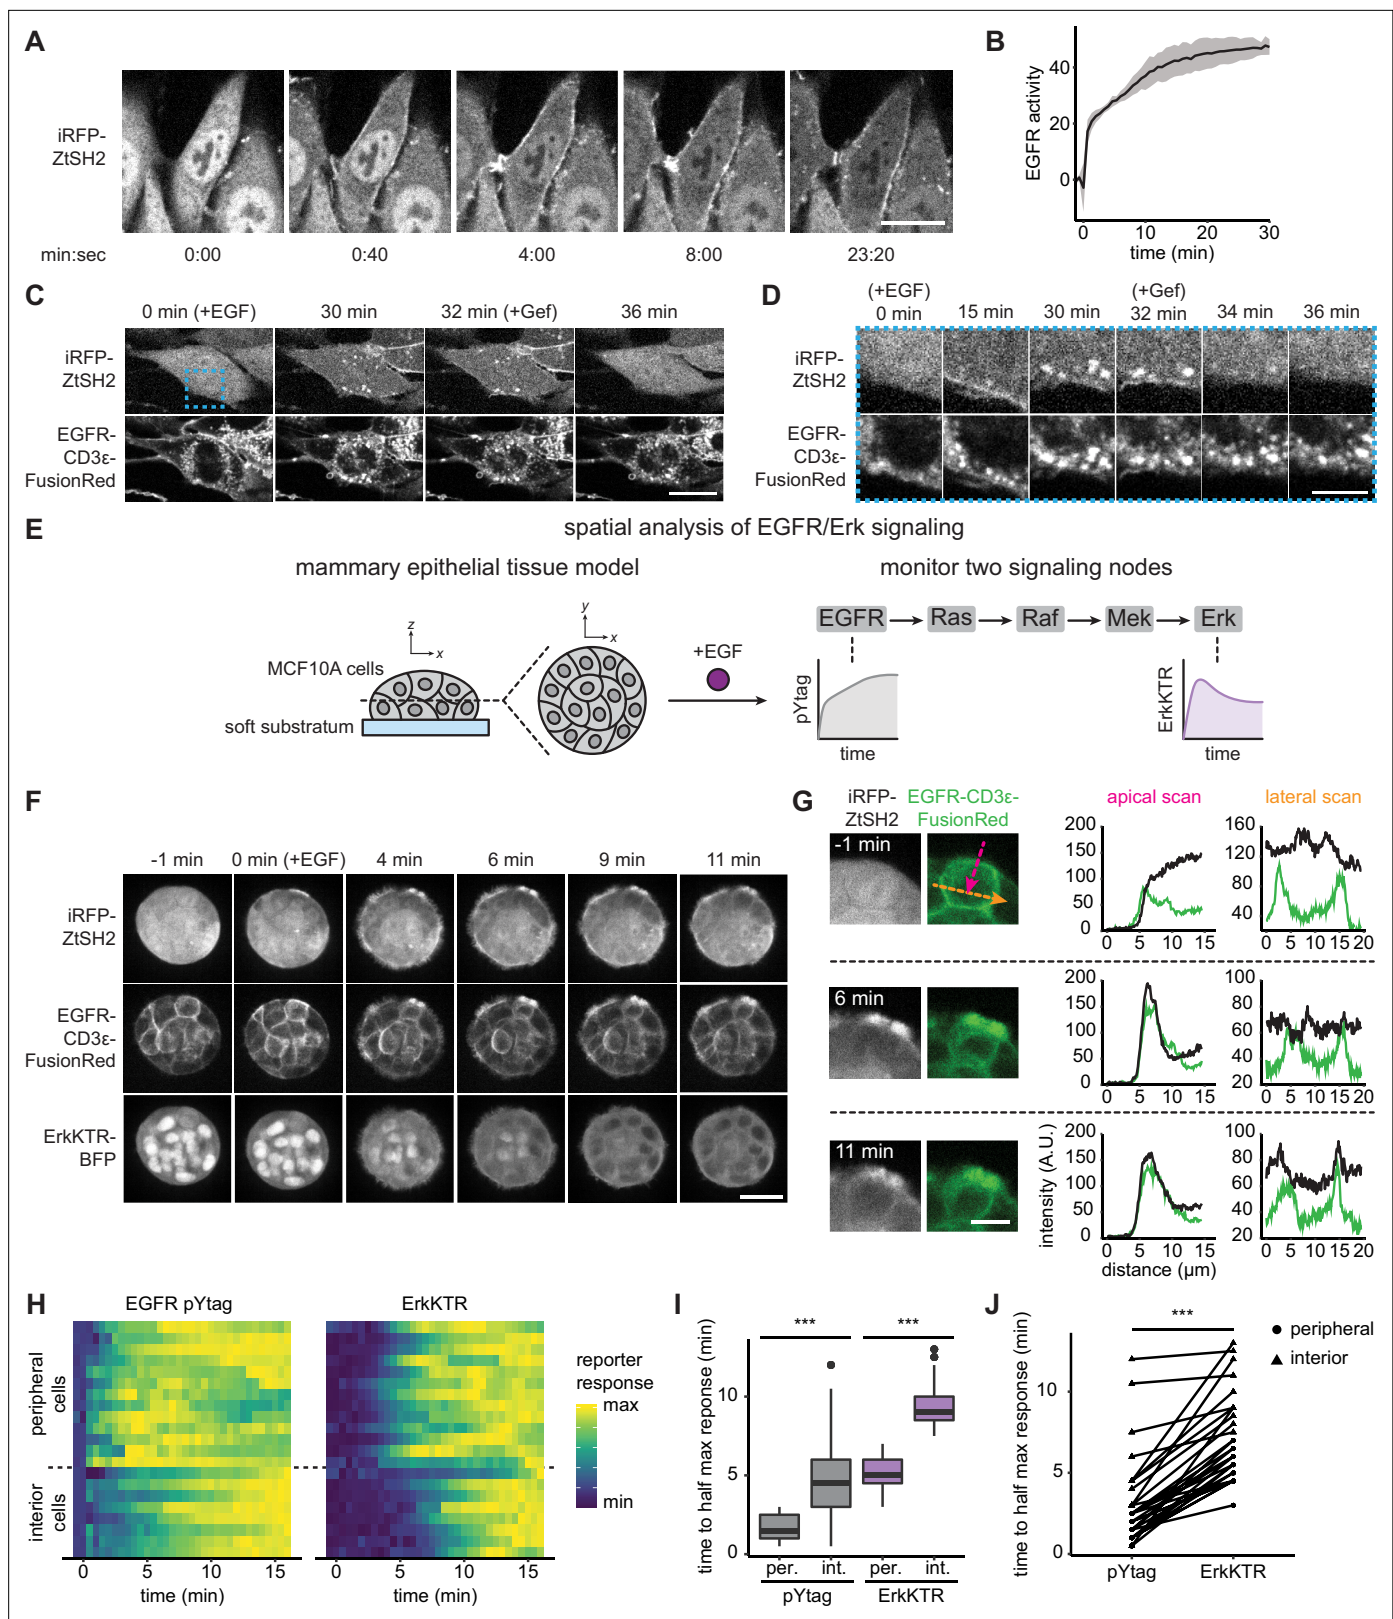 A
iRFP-
ZtSH2
min:sec
0:00
0:40
4:00
8:00
23:20
B
EGFR activity
40
20
0
0
10
20
30
time (min)
C
0 min (+EGF)
30 min
32 min (+Gef)
36 min
iRFP-
ZtSH2
EGFR-
CD3ε-
FusionRed
D
(+EGF)
0 min
15 min
30 min
(+Gef)
32 min
34 min
36 min
iRFP-
ZtSH2
EGFR-
CD3ε-
FusionRed
E
spatial analysis of EGFR/Erk signaling
mammary epithelial tissue model
monitor two signaling nodes
z
x
y
x
MCF10A cells
soft substratum
+EGF
EGFR
Ras
Raf
Mek
Erk
pYtag
time
ErkKTR
time
F
-1 min
0 min (+EGF)
4 min
6 min
9 min
11 min
iRFP-
ZtSH2
EGFR-
CD3ε-
FusionRed
ErkKTR-
BFP
G
iRFP-
ZtSH2
EGFR-CD3ε-
FusionRed
apical scan
lateral scan
-1 min
200
150
100
50
0
0
5
10
15
160
120
80
40
0
5
10
15
20
6 min
200
150
100
50
0
0
5
10
15
100
80
60
40
20
0
5
10
15
20
11 min
intensity (A.U.)
200
150
100
50
0
0
5
10
15
100
80
60
40
20
0
5
10
15
20
distance (μm)
H
EGFR pYtag
ErkKTR
peripheral
cells
interior
cells
0
5
10
15
time (min)
0
5
10
15
time (min)
reporter
response
max
min
I
time to half max reponse (min)
10
5
0
***
***
per.
int.
per.
int.
pYtag
ErkKTR
J
time to half max response (min)
10
5
0
***
pYtag
ErkKTR
peripheral
interior